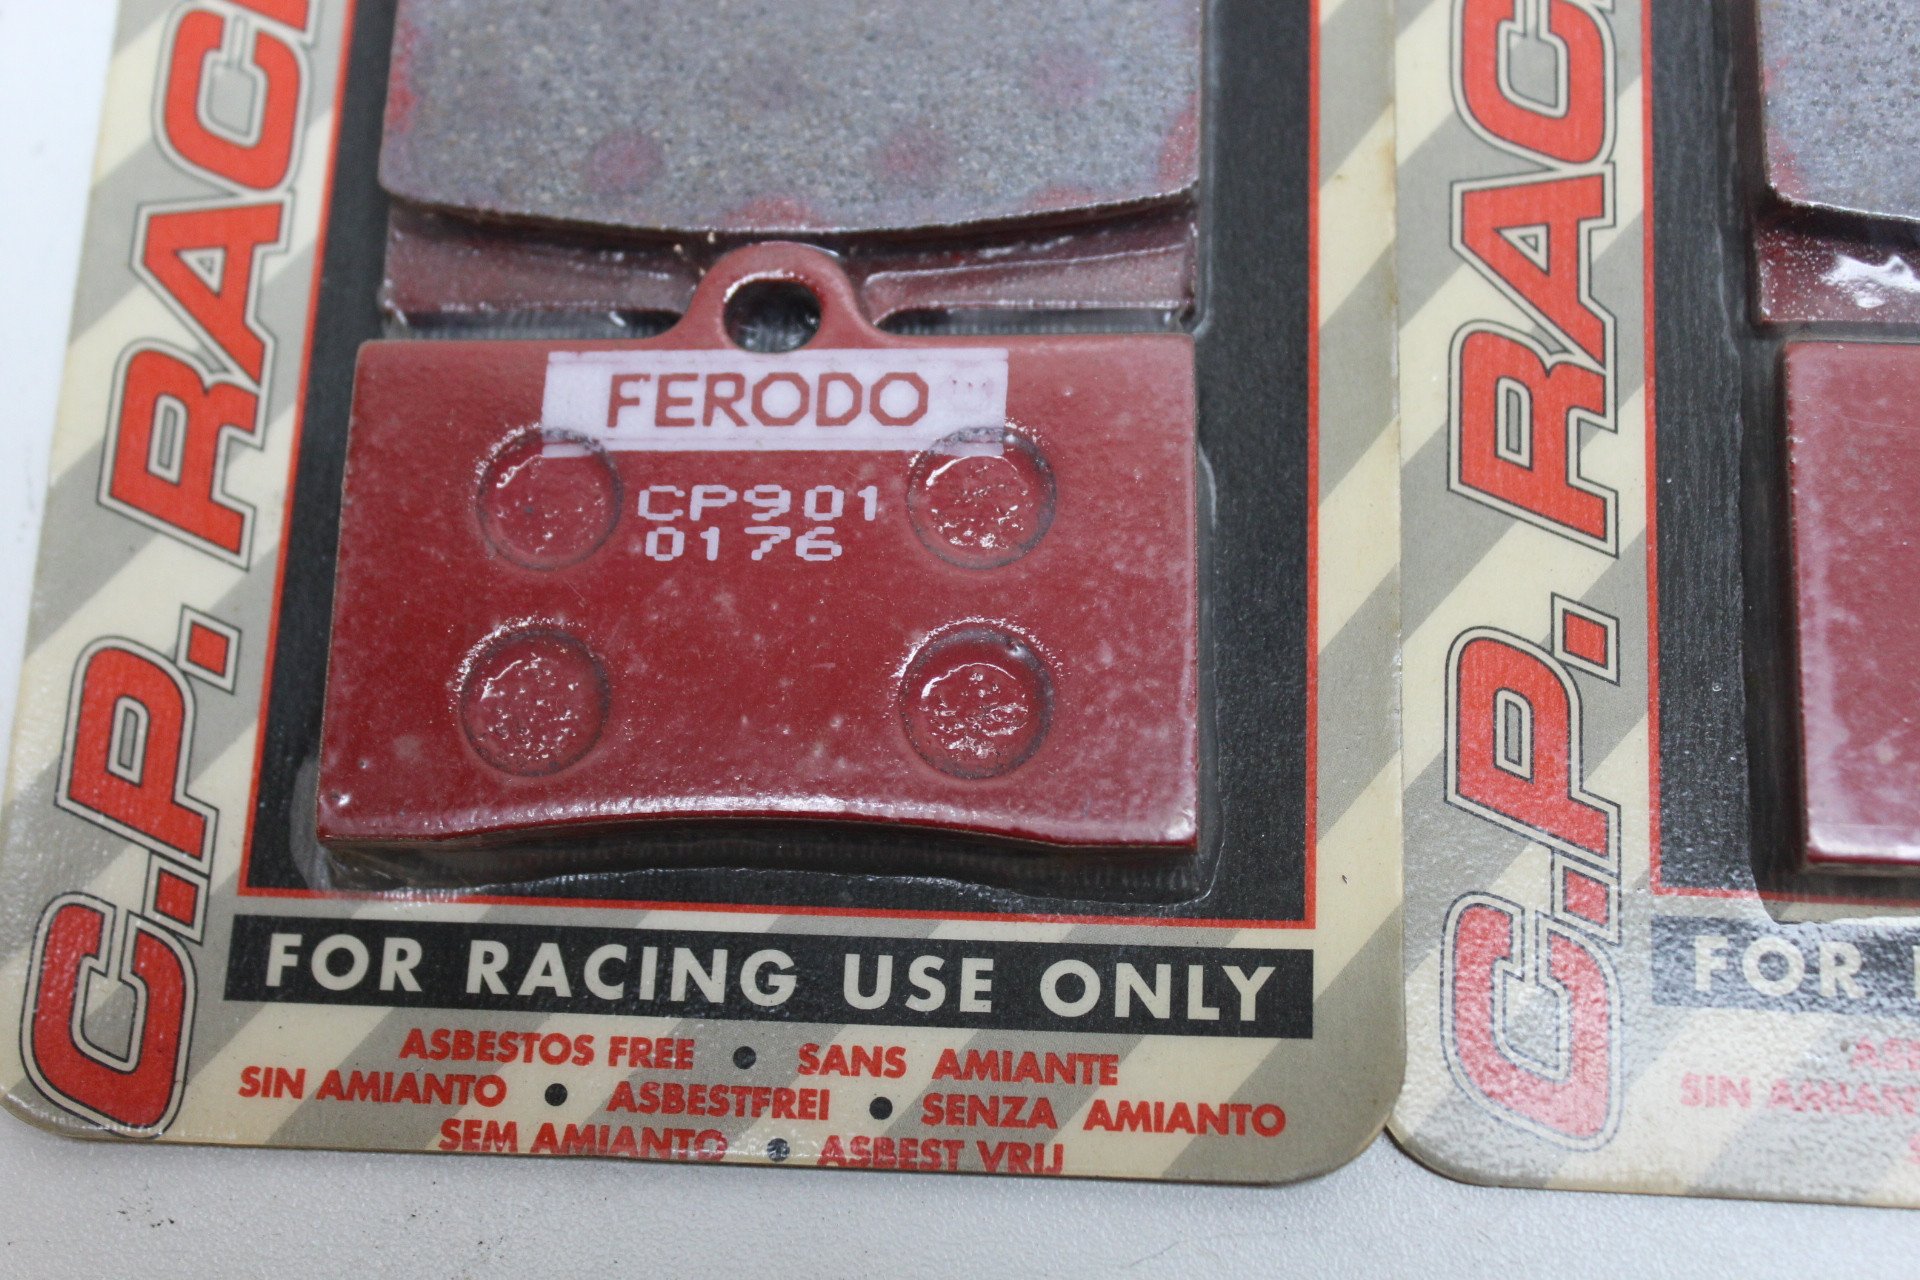 C.P. RAC
FERODO
CP901
0176
FOR RACING USE ONLY
ASBESTOS FREE • SANS AMIANTE
SIN AMIANTO • ASBESTFREI • SENZA AMIANTO
SEM AMIANTO • ASBEST VRIJ
C.P. RAC
FOR
SIN